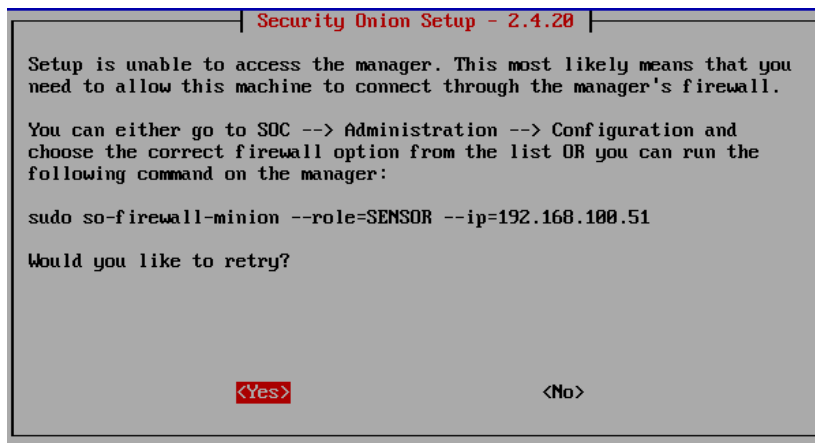 Security Onion Setup - 2.4.20
Setup is unable to access the manager. This most likely means that you
need to allow this machine to connect through the manager's firewall.
You can either go to SOC --> Administration --> Configuration and
choose the correct firewall option from the list OR you can run the
following command on the manager:
sudo so-firewall-minion --role=SENSOR --ip=192.168.100.51
Would you like to retry?
<Yes> <No>